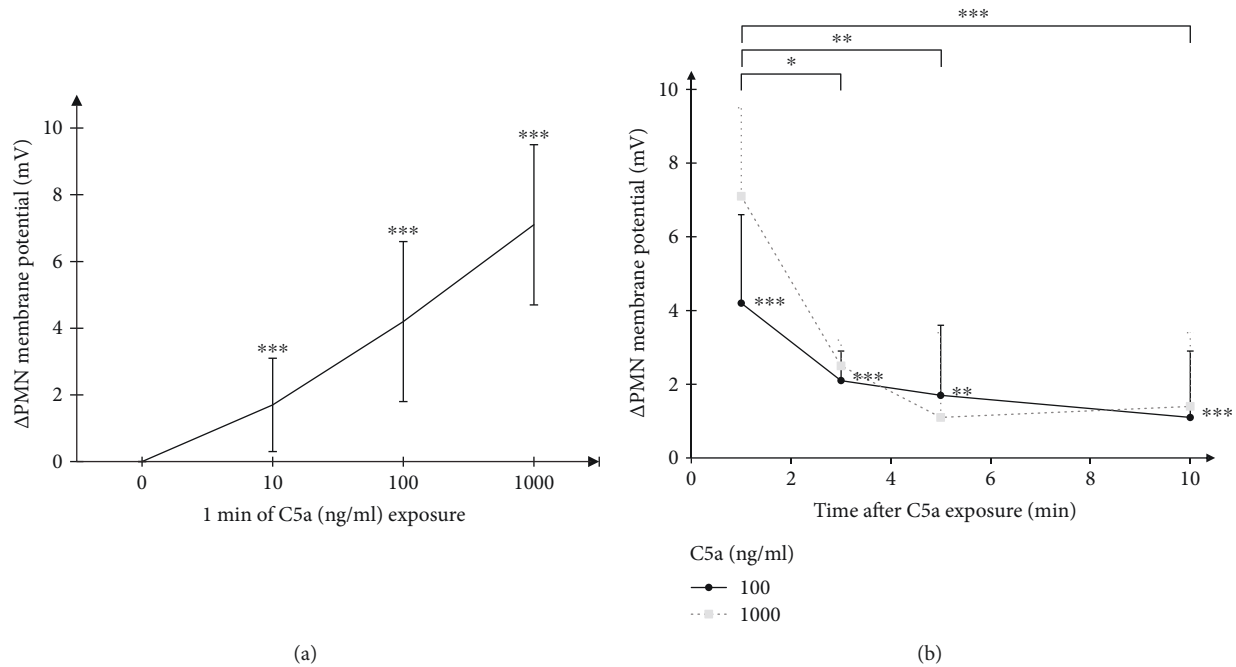 (a)
ΔPMN membrane potential (mV)
10
8
6
4
2
0
***
***
***
0 10 100 1000
1 min of C5a (ng/ml) exposure
(b)
***
**
*
ΔPMN membrane potential (mV)
10
8
6
4
2
0
***
***
**
***
0 2 4 6 8 10
Time after C5a exposure (min)
C5a (ng/ml)
100
1000